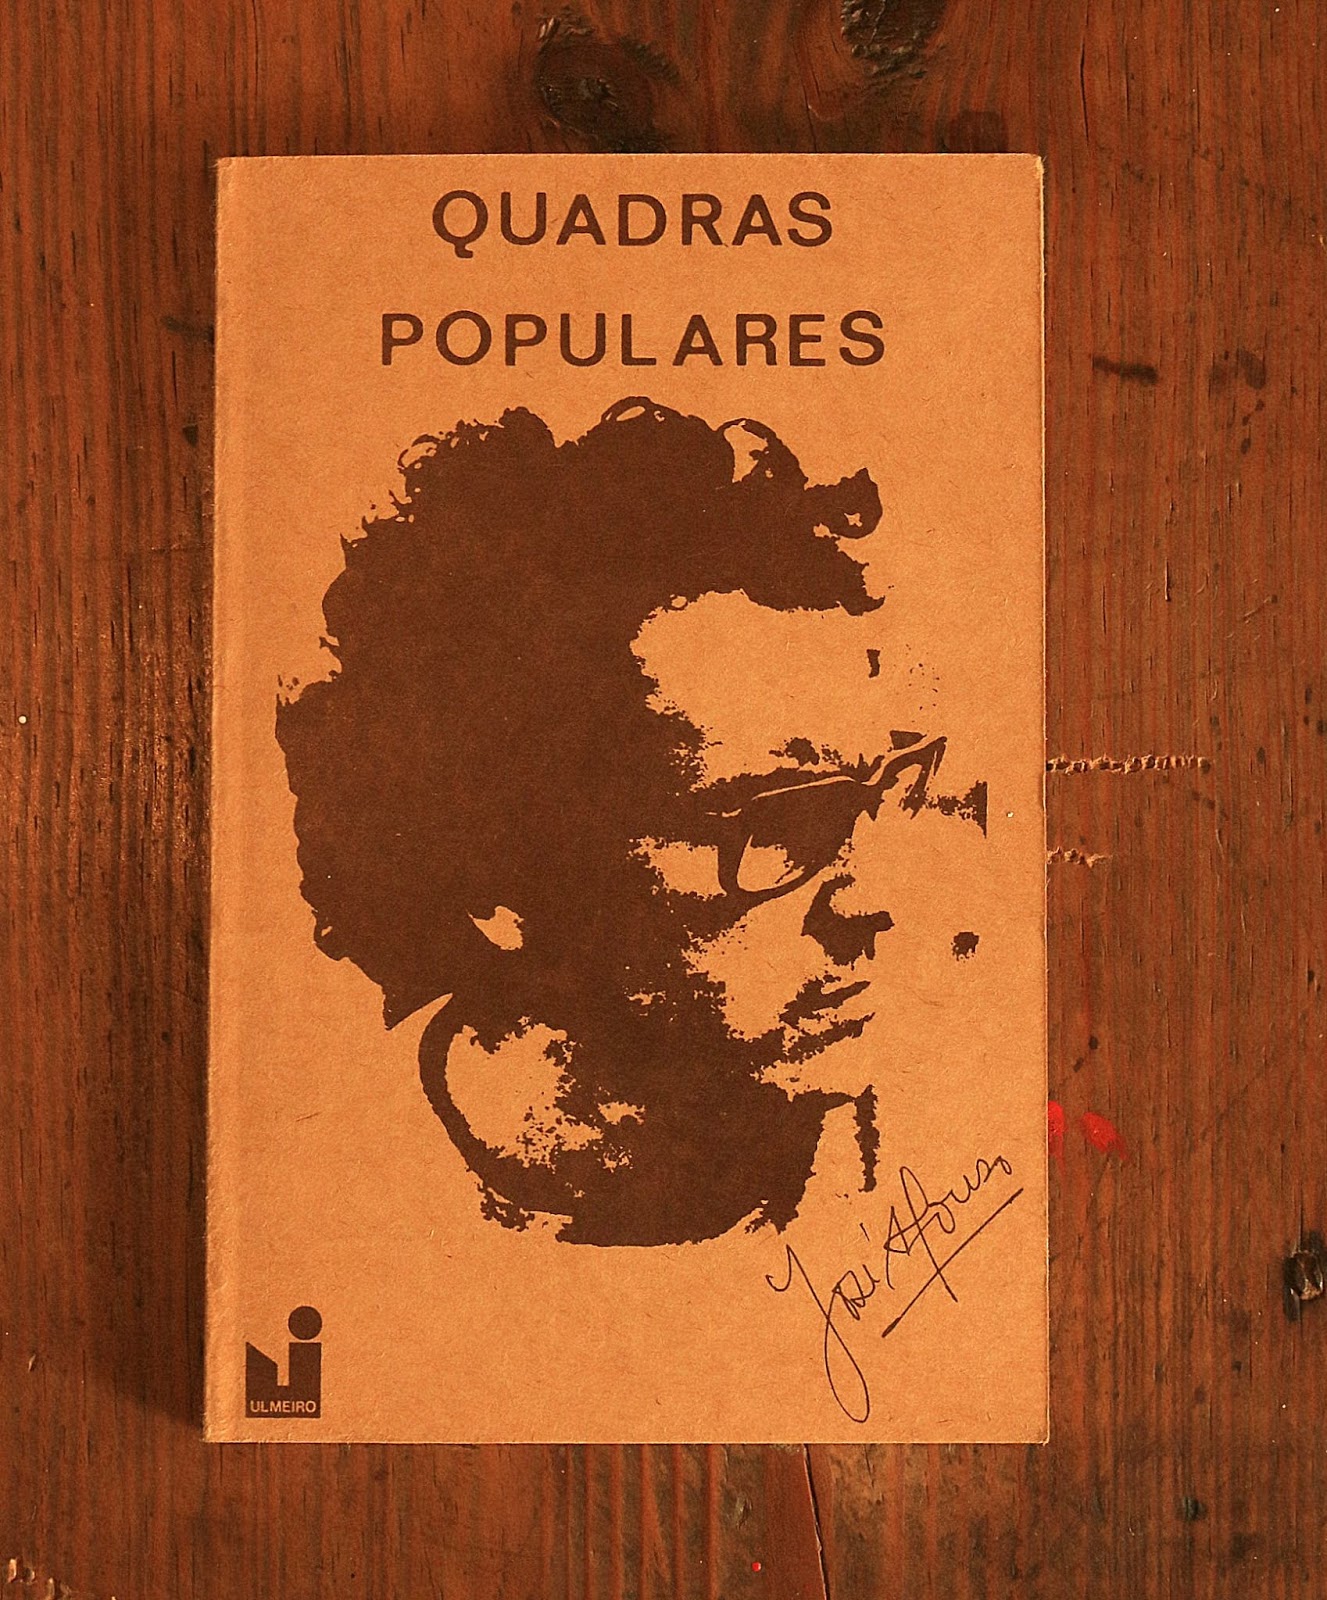 QUADRAS
POPULARES
José Afonso
ULMEIRO